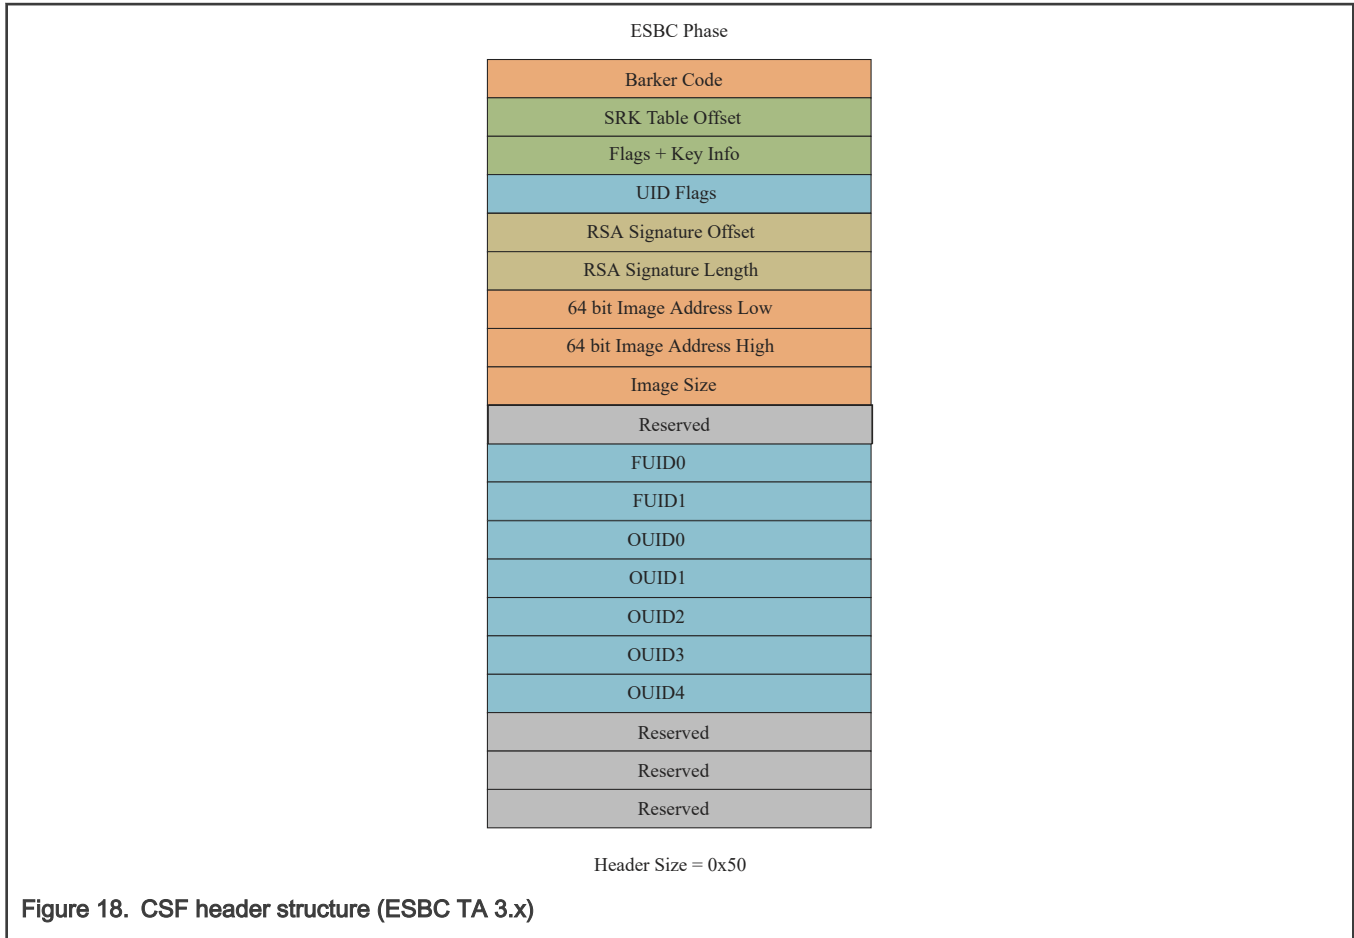 ESBC Phase
Barker Code
SRK Table Offset
Flags + Key Info
UID Flags
RSA Signature Offset
RSA Signature Length
64 bit Image Address Low
64 bit Image Address High
Image Size
Reserved
FUID0
FUID1
OUID0
OUID1
OUID2
OUID3
OUID4
Reserved
Reserved
Reserved
Header Size = 0x50
Figure 18. CSF header structure (ESBC TA 3.x)